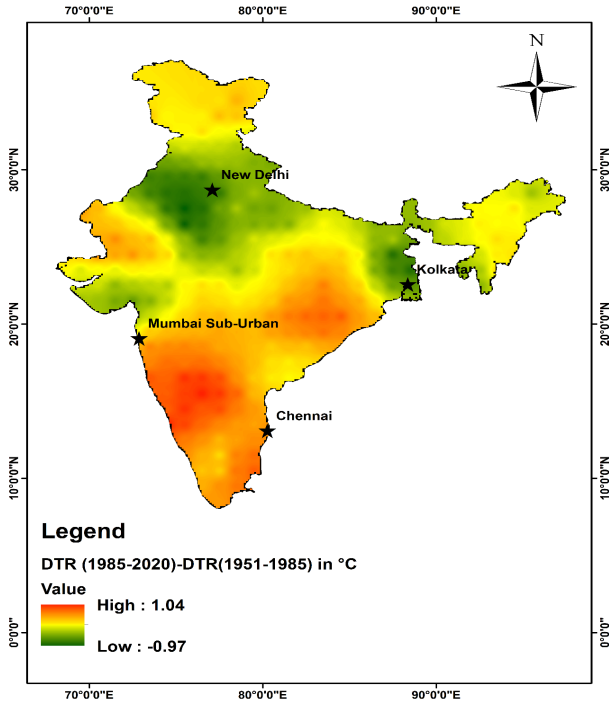 70°0'0"E 80°0'0"E 90°0'0"E
N
30°0'0"N 30°0'0"N
New Delhi
Kolkata
20°0'0"N 20°0'0"N
Mumbai Sub-Urban
Chennai
10°0'0"N 10°0'0"N
Legend
DTR (1985-2020)-DTR(1951-1985) in °C
Value
High : 1.04
Low : -0.97
0°0'0" 0°0'0"
70°0'0"E 80°0'0"E 90°0'0"E